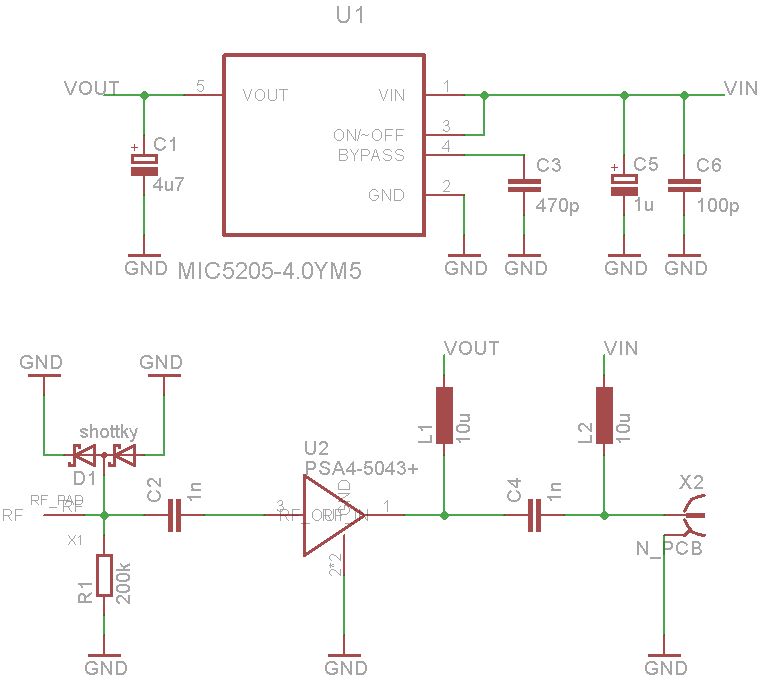 U1
VOUT
5
VOUT
VIN
1
VIN
ON/~OFF
3
BYPASS
4
GND
2
C1
4u7
C3
470p
C5
1u
C6
100p
GND
MIC5205-4.0YM5
GND
GND
GND
GND
GND
GND
VOUT
VIN
shottky
D1
L1
10u
L2
10u
U2
PSA4-5043+
GND
C2
1n
C4
1n
X2
RF_PAD
RF
RF
3
RF_OUT
RF_IN
1
X1
N_PCB
2*2
R1
200k
GND
GND
GND